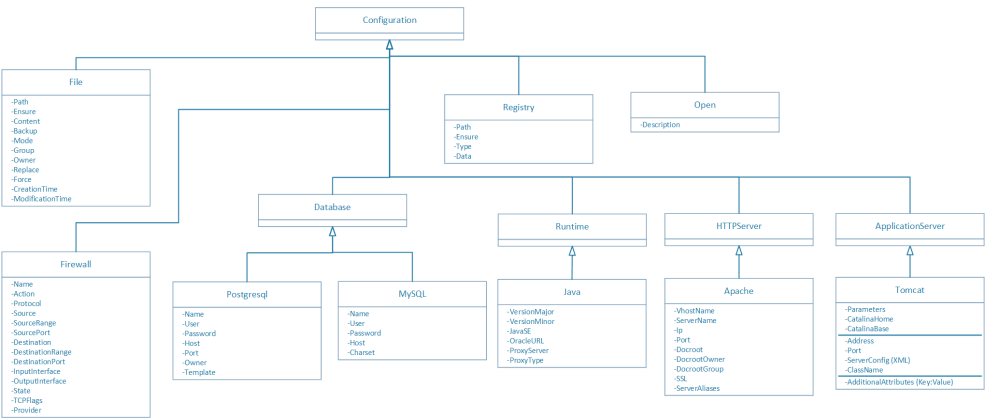 Configuration
File
-Path
-Ensure
-Content
-Backup
-Mode
-Group
-Owner
-Replace
-Force
-CreationTime
-ModificationTime
Registry
-Path
-Ensure
-Type
-Data
Open
-Description
Database
Runtime
HTTPServer
ApplicationServer
Firewall
-Name
-Action
-Protocol
-Source
-SourceRange
-SourcePort
-Destination
-DestinationRange
-DestinationPort
-InputInterface
-OutputInterface
-State
-TCPFlags
-Provider
Postgresql
-Name
-User
-Password
-Host
-Port
-Owner
-Template
MySQL
-Name
-User
-Password
-Host
-Charset
Java
-VersionMajor
-VersionMinor
-JavaSE
-OracleURL
-ProxyServer
-ProxyType
Apache
-VhostName
-ServerName
-Ip
-Port
-Docroot
-DocrootOwner
-DocrootGroup
-SSL
-ServerAliases
Tomcat
-Parameters
-CatalinaHome
-CatalinaBase
-Address
-Port
-ServerConfig (XML)
-ClassName
-AdditionalAttributes (Key:Value)